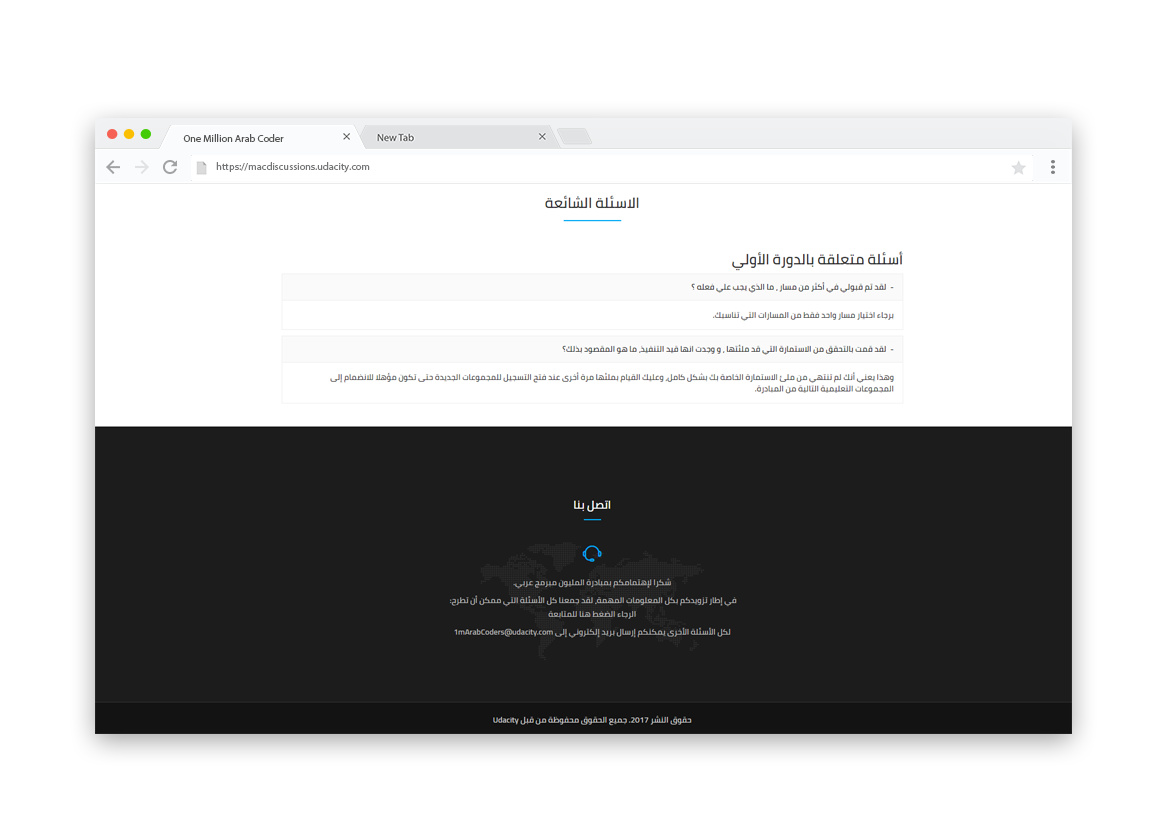 One Million Arab Coder
New Tab
https://macdiscussions.udacity.com
الاسئلة الشائعة
أسئلة متعلقة بالدورة الأولي
- لقد تم قبولي في أكثر من مسار , ما الذي يجب علي فعله ؟
برجاء اختيار مسار واحد فقط من المسارات التي تناسبك.
- لقد قمت بالتحقق من الاستمارة التي قد ملئتها , و وجدت انها قيد التنفيذ, ما هو المقصود بذلك؟
وهذا يعني أنك لم تنتهي من ملئ الاستمارة الخاصة بك بشكل كامل, وعليك القيام بملئها مرة أخرى عند فتح التسجيل للمجموعات الجديدة حتى تكون مؤهلا للانضمام إلى
المجموعات التعليمية التالية من المبادرة.
اتصل بنا
شكرا لإهتمامكم بمبادرة المليون مبرمج عربي.
في إطار تزويدكم بكل المعلومات المهمة, لقد جمعنا كل الأسئلة التي ممكن أن تطرح:
الرجاء الضغط هنا للمتابعة
لكل الأسئلة الأخرى يمكنكم إرسال بريد إلكتروني إلى 1mArabCoders@udacity.com
حقوق النشر 2017. جميع الحقوق محفوظة من قبل Udacity